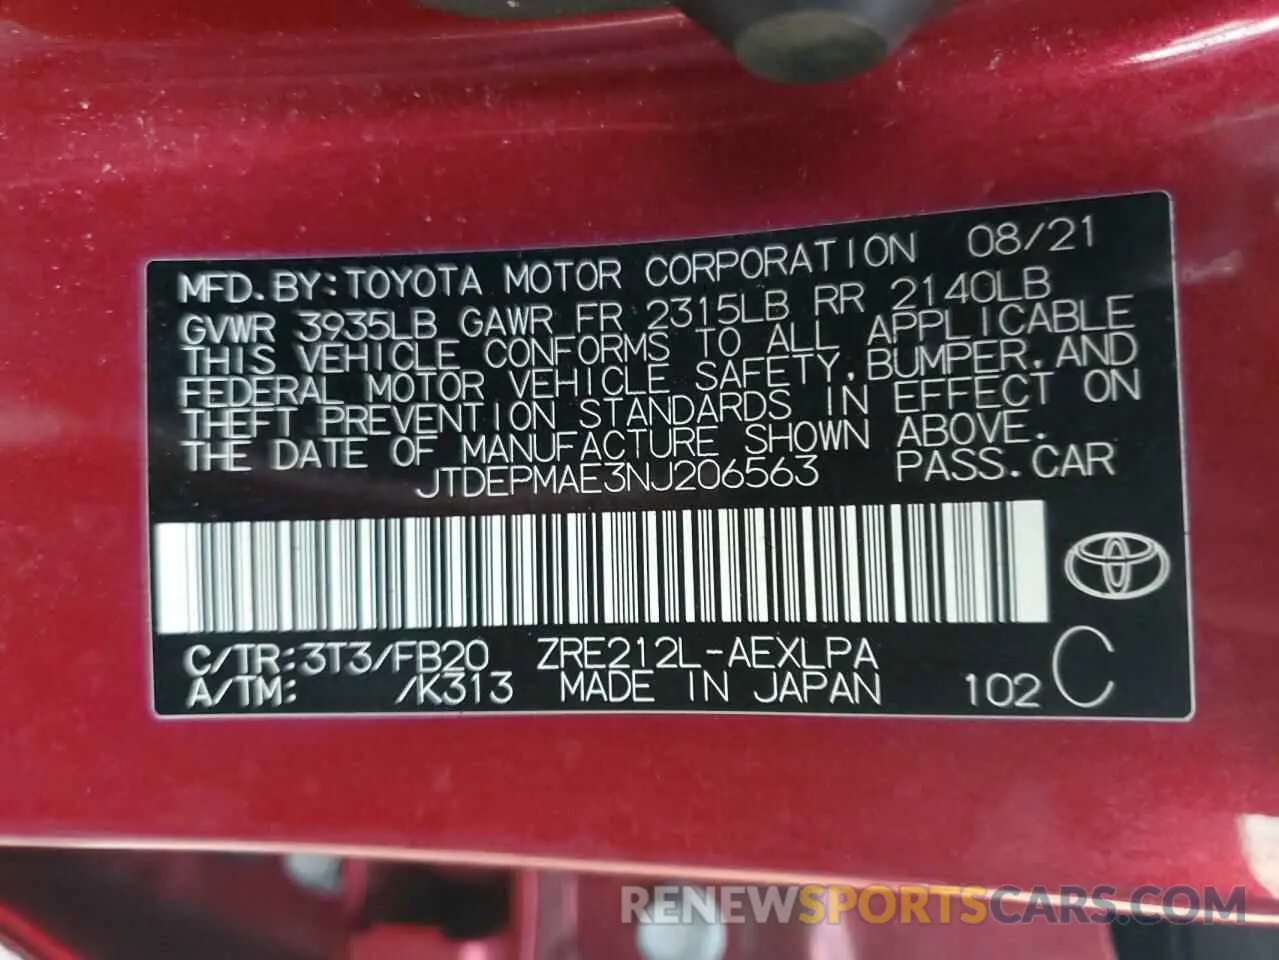 MFD.BY:TOYOTA MOTOR CORPORATION 08/21
GVWR 3935LB GAWR FR 2315LB RR 2140LB
THIS VEHICLE CONFORMS TO ALL APPLICABLE
FEDERAL MOTOR VEHICLE SAFETY,BUMPER,AND
THEFT PREVENTION STANDARDS IN EFFECT ON
THE DATE OF MANUFACTURE SHOWN ABOVE.
JTDEPMAE3NJ206563 PASS.CAR
C/TR:3T3/FB20 ZRE212L-AEXLPA
A/TM: /K313 MADE IN JAPAN 102 C
RENEWSPORTSCARS.COM